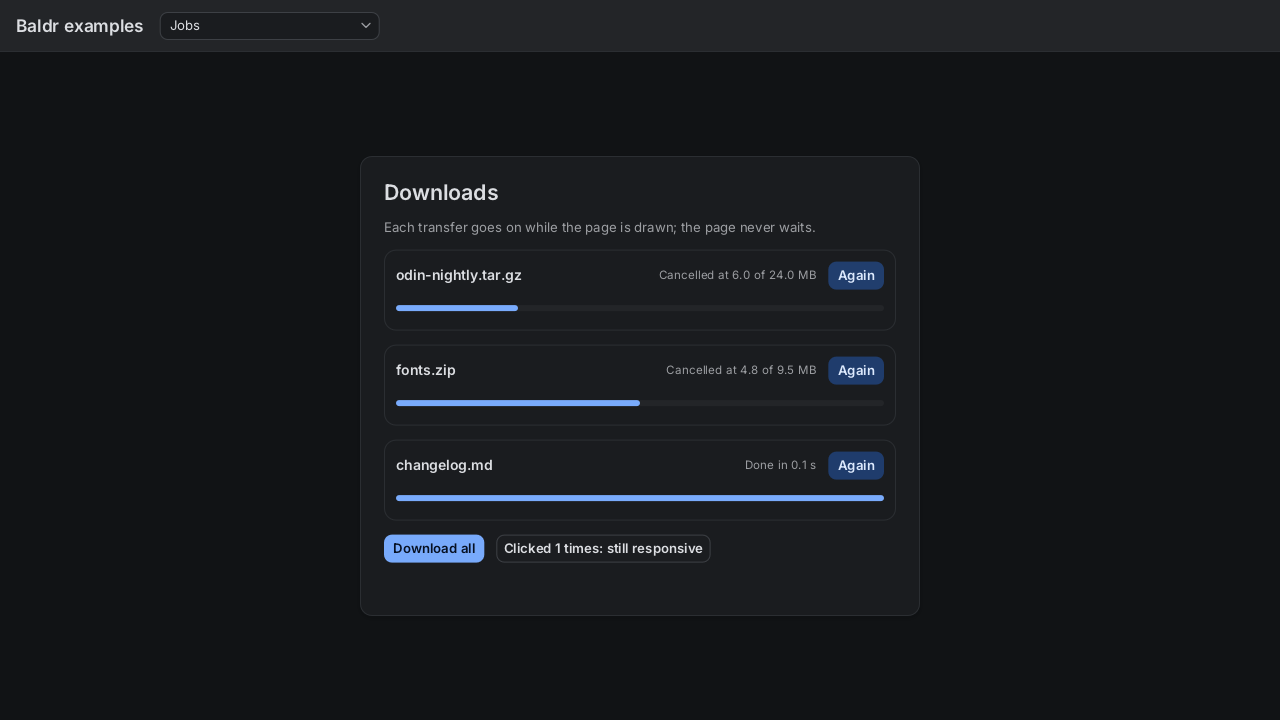 Baldr examples
Jobs
Downloads
Each transfer goes on while the page is drawn; the page never waits.
odin-nightly.tar.gz
Cancelled at 6.0 of 24.0 MB
Again
fonts.zip
Cancelled at 4.8 of 9.5 MB
Again
changelog.md
Done in 0.1 s
Again
Download all
Clicked 1 times: still responsive